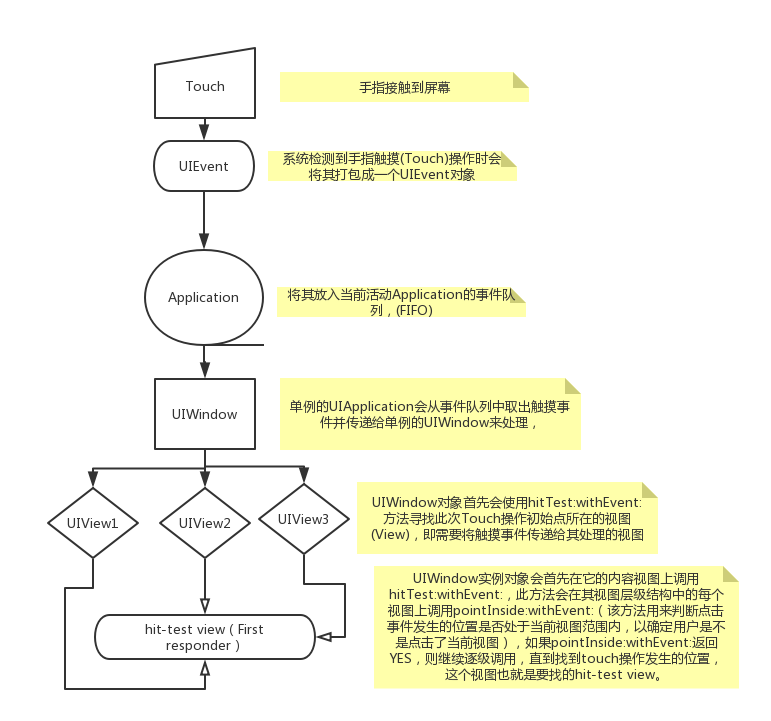 Touch
手指接触到屏幕
UIEvent
系统检测到手指触摸(Touch)操作时会
将其打包成一个UIEvent对象
Application
将其放入当前活动Application的事件队
列，(FIFO)
UIWindow
单例的UIApplication会从事件队列中取出触摸事
件并传递给单例的UIWindow来处理，
UIView1
UIView2
UIView3
UIWindow对象首先会使用hitTest:withEvent:
方法寻找此次Touch操作初始点所在的视图
(View)，即需要将触摸事件传递给其处理的视图
hit-test view（First
responder）
UIWindow实例对象会首先在它的内容视图上调用
hitTest:withEvent:，此方法会在其视图层级结构中的每个
视图上调用pointInside:withEvent:（该方法用来判断点击
事件发生的位置是否处于当前视图范围内，以确定用户是不
是点击了当前视图），如果pointInside:withEvent:返回
YES，则继续逐级调用，直到找到touch操作发生的位置，
这个视图也就是要找的hit-test view。